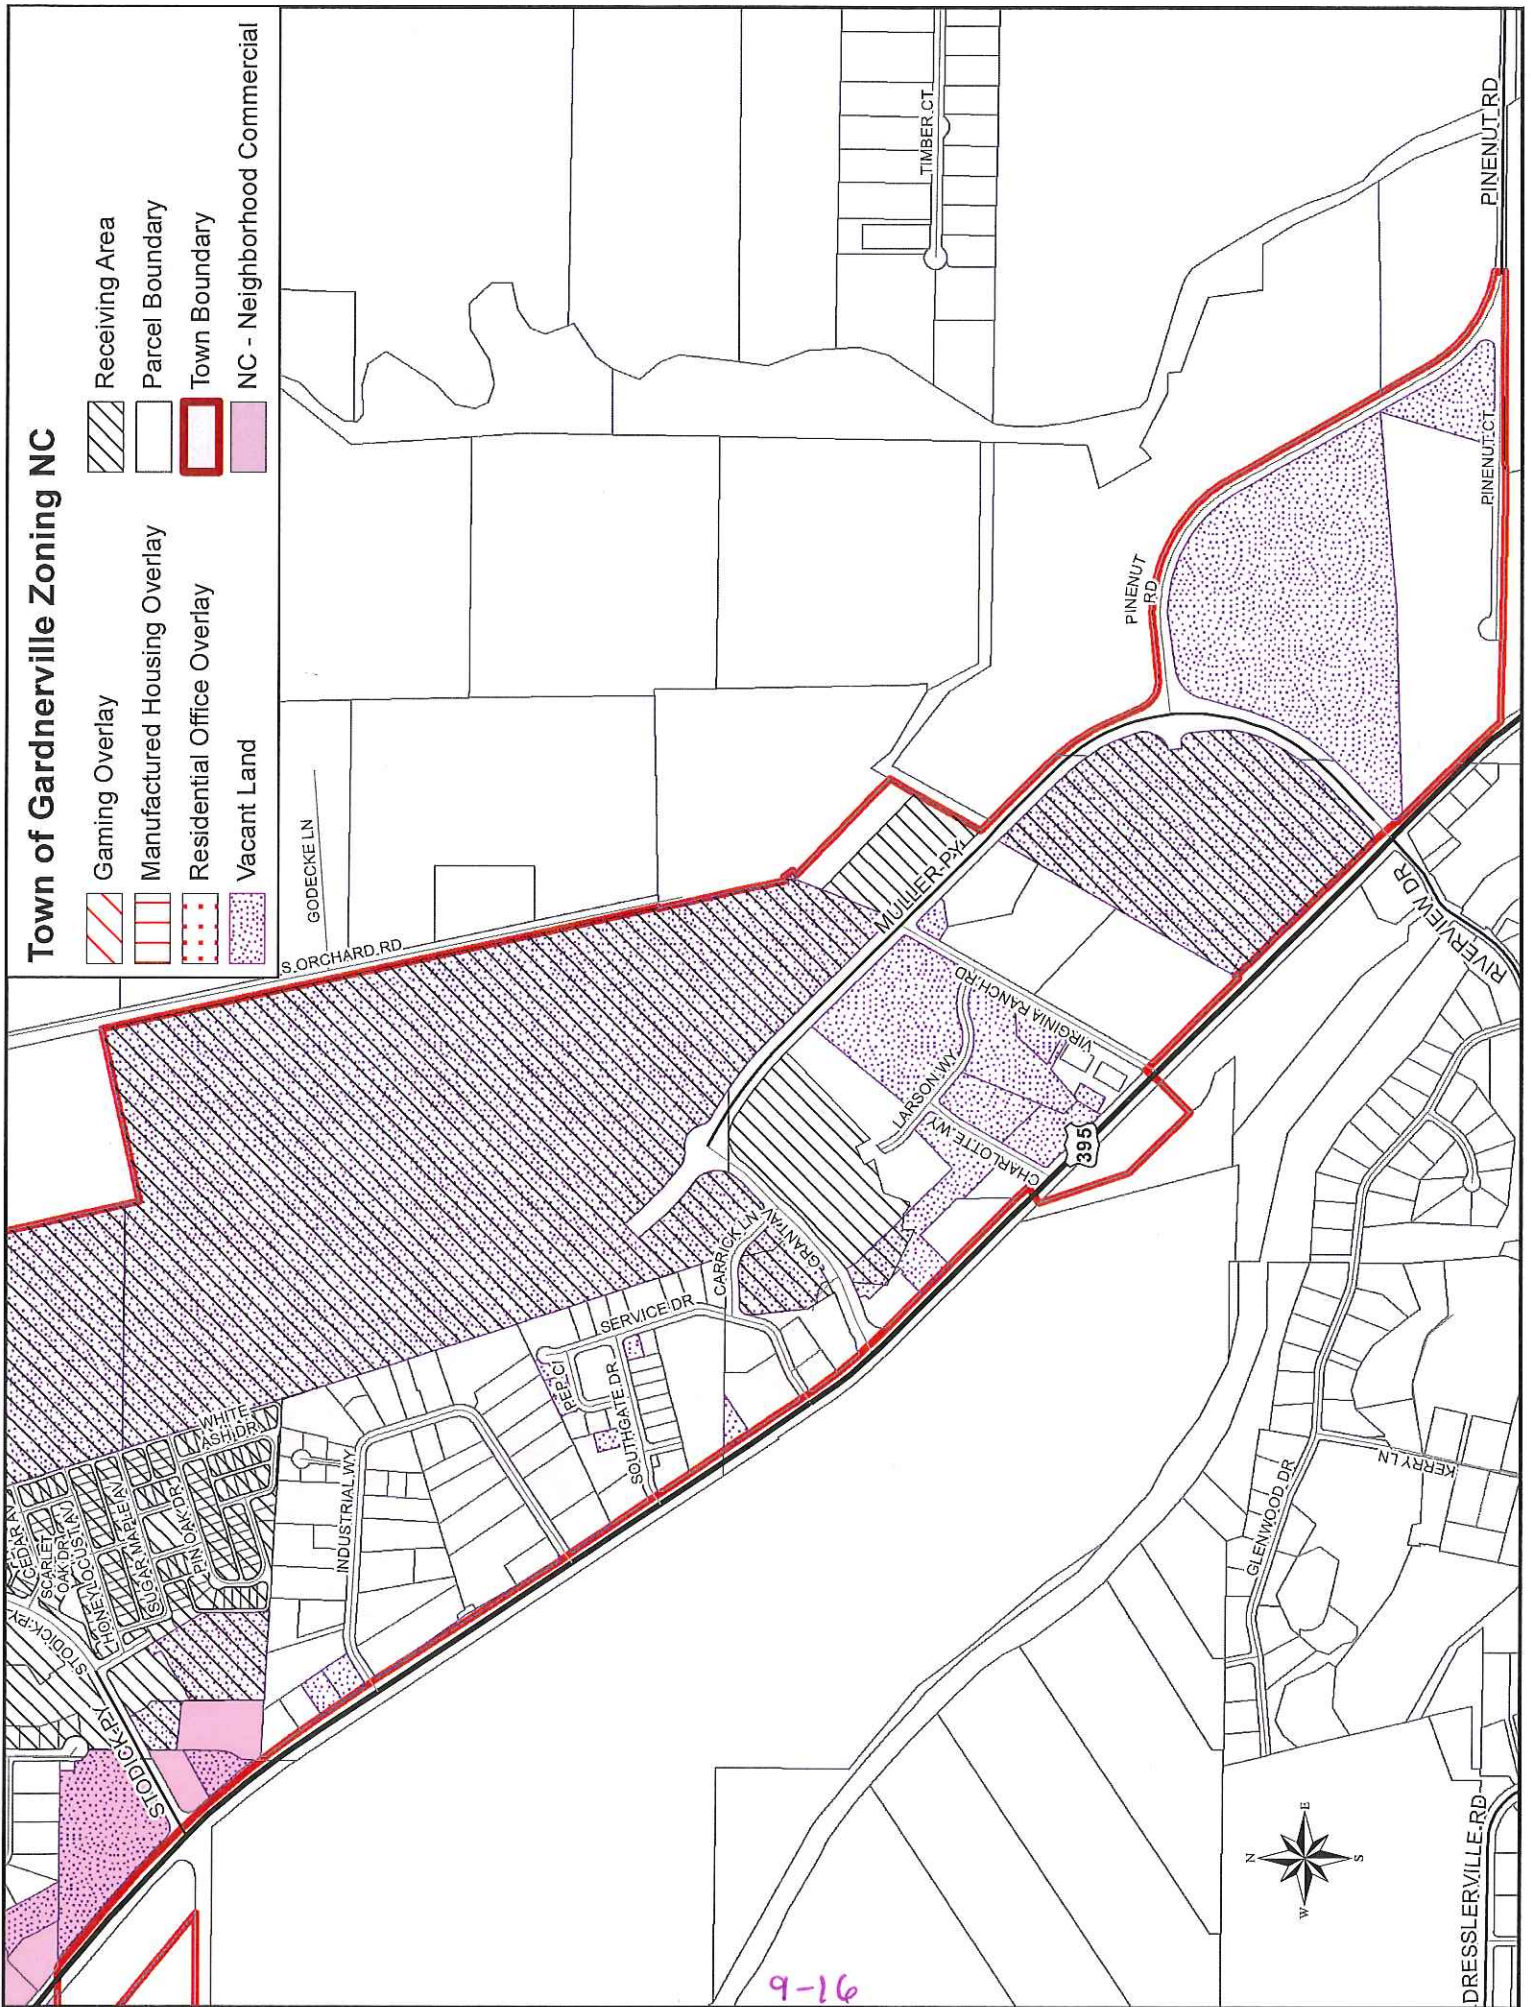 Town of Gardnerville Zoning NC
Gaming Overlay
Manufactured Housing Overlay
Residential Office Overlay
Vacant Land
Receiving Area
Parcel Boundary
Town Boundary
NC - Neighborhood Commercial
GODECKE LN
S ORCHARD RD
TIMBER CT
PINENUT RD
PINENUT
RD
PINENUT CT
MULLER PY
VIRGINIA RANCH RD
LARSON WY
CHARLOTTE WY
395
RIVERVIEW DR
GRANT AV
CARRICK LN
SERVICE DR
PEP CI
SOUTHGATE DR
INDUSTRIAL WY
WHITE
ASH DR
CEDAR AV
SCARLET
OAK DR
HONEYLOCUST AV
SUGAR MAPLE AV
PIN OAK DR
STODICK PY
STODICK PY
GLENWOOD DR
KERRY LN
DRESSLERVILLE RD
N
E
S
W
9-16